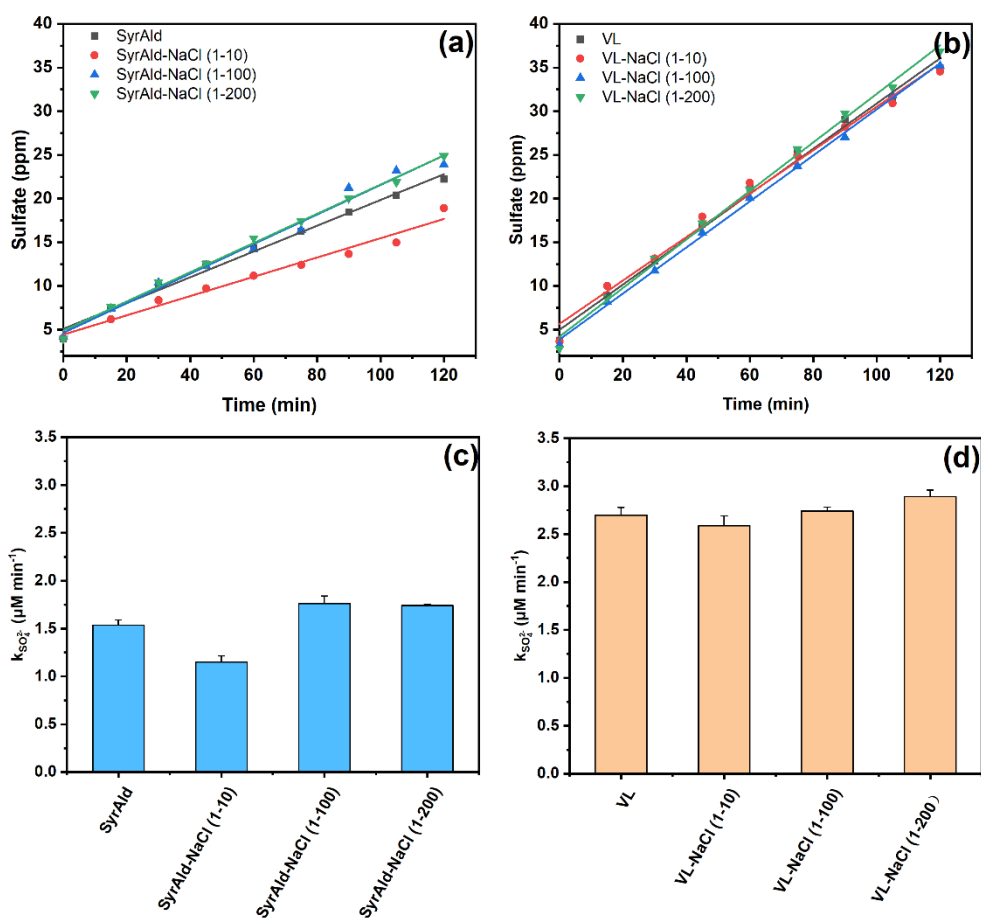 (a)
SyrAld
SyrAld-NaCl (1-10)
SyrAld-NaCl (1-100)
SyrAld-NaCl (1-200)
Sulfate (ppm)
40
35
30
25
20
15
10
5
0
20
40
60
80
100
120
Time (min)
(b)
VL
VL-NaCl (1-10)
VL-NaCl (1-100)
VL-NaCl (1-200)
Sulfate (ppm)
40
35
30
25
20
15
10
5
0
20
40
60
80
100
120
Time (min)
(c)
k_SO₄²⁻ (µM min⁻¹)
3.5
3.0
2.5
2.0
1.5
1.0
0.5
0.0
SyrAld
SyrAld-NaCl (1-10)
SyrAld-NaCl (1-100)
SyrAld-NaCl (1-200)
(d)
k_SO₄²⁻ (µM min⁻¹)
3.5
3.0
2.5
2.0
1.5
1.0
0.5
0.0
VL
VL-NaCl (1-10)
VL-NaCl (1-100)
VL-NaCl (1-200）